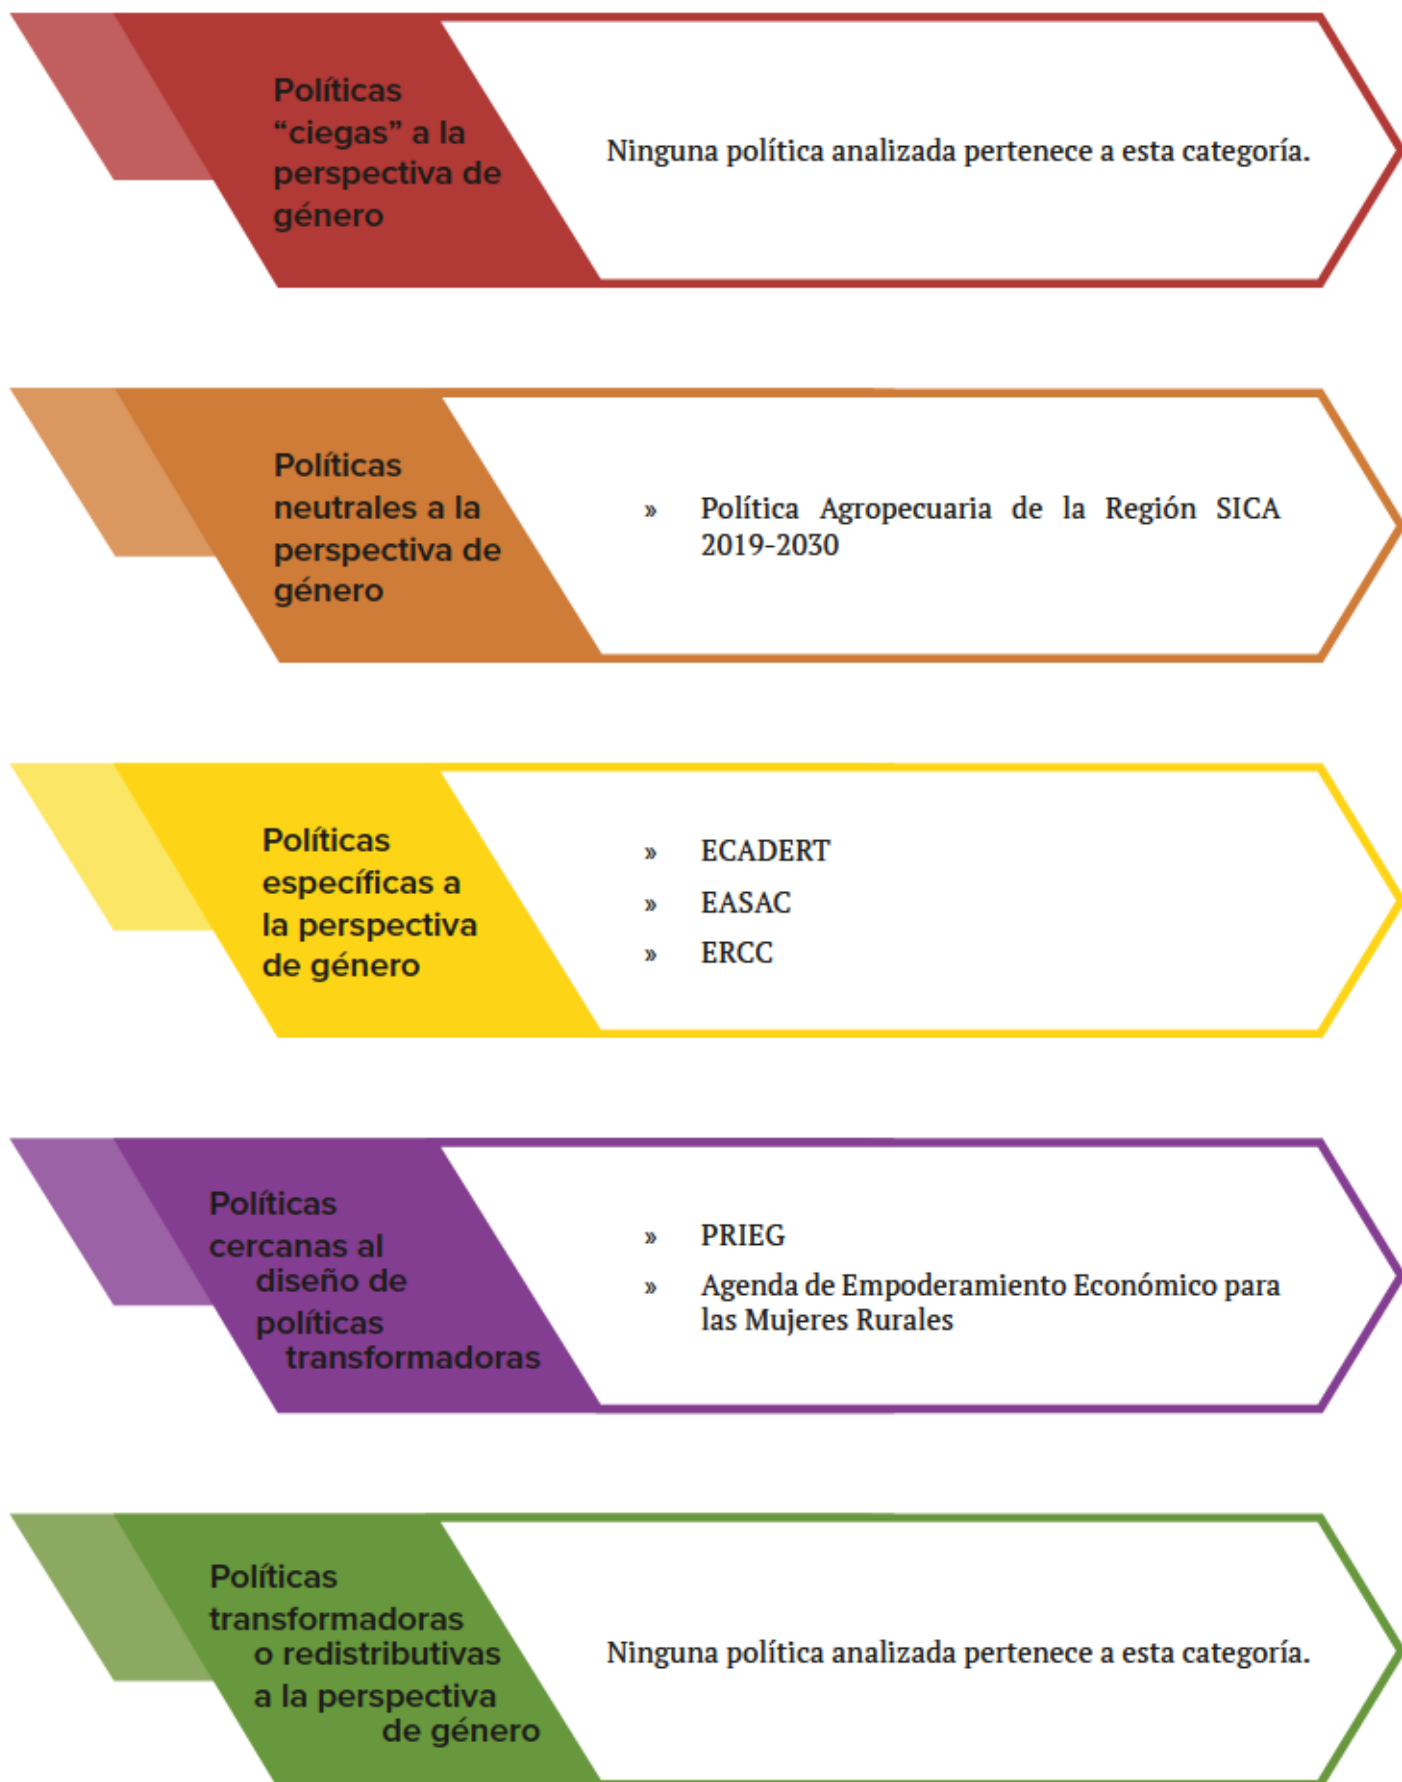 Políticas
“ciegas” a la
perspectiva de
género
Ninguna política analizada pertenece a esta categoría.
Políticas
neutrales a la
perspectiva de
género
» Política Agropecuaria de la Región SICA
2019-2030
Políticas
específicas a
la perspectiva
de género
» ECADERT
» EASAC
» ERCC
Políticas
cercanas al
diseño de
políticas
transformadoras
» PRIEG
» Agenda de Empoderamiento Económico para
las Mujeres Rurales
Políticas
transformadoras
o redistributivas
a la perspectiva
de género
Ninguna política analizada pertenece a esta categoría.